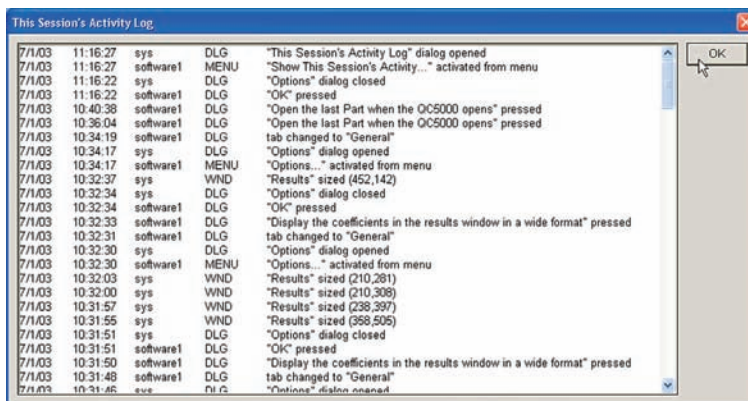 This Session's Activity Log
OK
7/1/03 11:16:27 sys DLG "This Session's Activity Log" dialog opened
7/1/03 11:16:27 software1 MENU "Show This Session's Activity..." activated from menu
7/1/03 11:16:22 sys DLG "Options" dialog closed
7/1/03 11:16:22 software1 DLG "OK" pressed
7/1/03 10:40:38 software1 DLG "Open the last Part when the QC5000 opens" pressed
7/1/03 10:36:04 software1 DLG "Open the last Part when the QC5000 opens" pressed
7/1/03 10:34:19 software1 DLG tab changed to "General"
7/1/03 10:34:17 sys DLG "Options" dialog opened
7/1/03 10:34:17 software1 MENU "Options..." activated from menu
7/1/03 10:32:37 sys WND "Results" sized (452,142)
7/1/03 10:32:34 sys DLG "Options" dialog closed
7/1/03 10:32:34 software1 DLG "OK" pressed
7/1/03 10:32:33 software1 DLG "Display the coefficients in the results window in a wide format" pressed
7/1/03 10:32:31 software1 DLG tab changed to "General"
7/1/03 10:32:30 sys DLG "Options" dialog opened
7/1/03 10:32:30 software1 MENU "Options..." activated from menu
7/1/03 10:32:03 sys WND "Results" sized (210,281)
7/1/03 10:32:00 sys WND "Results" sized (210,308)
7/1/03 10:31:57 sys WND "Results" sized (238,397)
7/1/03 10:31:55 sys WND "Results" sized (358,505)
7/1/03 10:31:51 sys DLG "Options" dialog closed
7/1/03 10:31:51 software1 DLG "OK" pressed
7/1/03 10:31:50 software1 DLG "Display the coefficients in the results window in a wide format" pressed
7/1/03 10:31:48 software1 DLG tab changed to "General"
7/1/03 10:31:46 sys DLG "Options" dialog opened